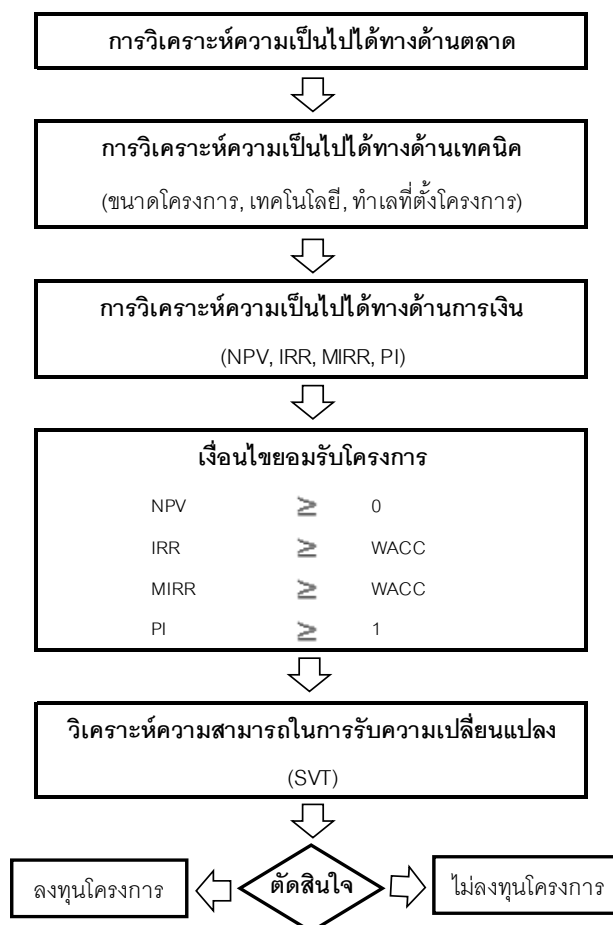 การวิเคราะห์ความเป็นไปได้ทางด้านตลาด
การวิเคราะห์ความเป็นไปได้ทางด้านเทคนิค
(ขนาดโครงการ, เทคโนโลยี, ทำเลที่ตั้งโครงการ)
การวิเคราะห์ความเป็นไปได้ทางด้านการเงิน
(NPV, IRR, MIRR, PI)
เงื่อนไขยอมรับโครงการ
NPV ≥ 0
IRR ≥ WACC
MIRR ≥ WACC
PI ≥ 1
วิเคราะห์ความสามารถในการรับความเปลี่ยนแปลง
(SVT)
ลงทุนโครงการ ตัดสินใจ ไม่ลงทุนโครงการ